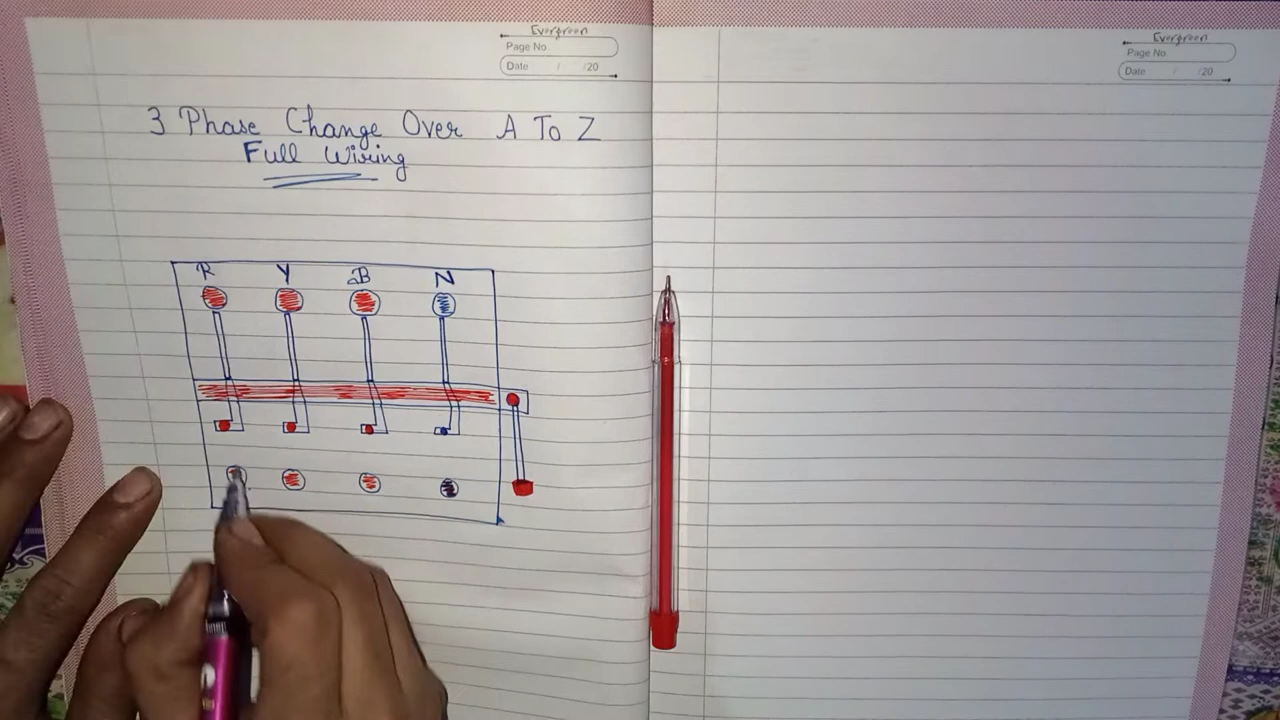 Evergreen
Page No.
Date / /20
Evergreen
Page No.
Date / /20
3 Phase Change Over A To Z
Full Wiring
R Y B N